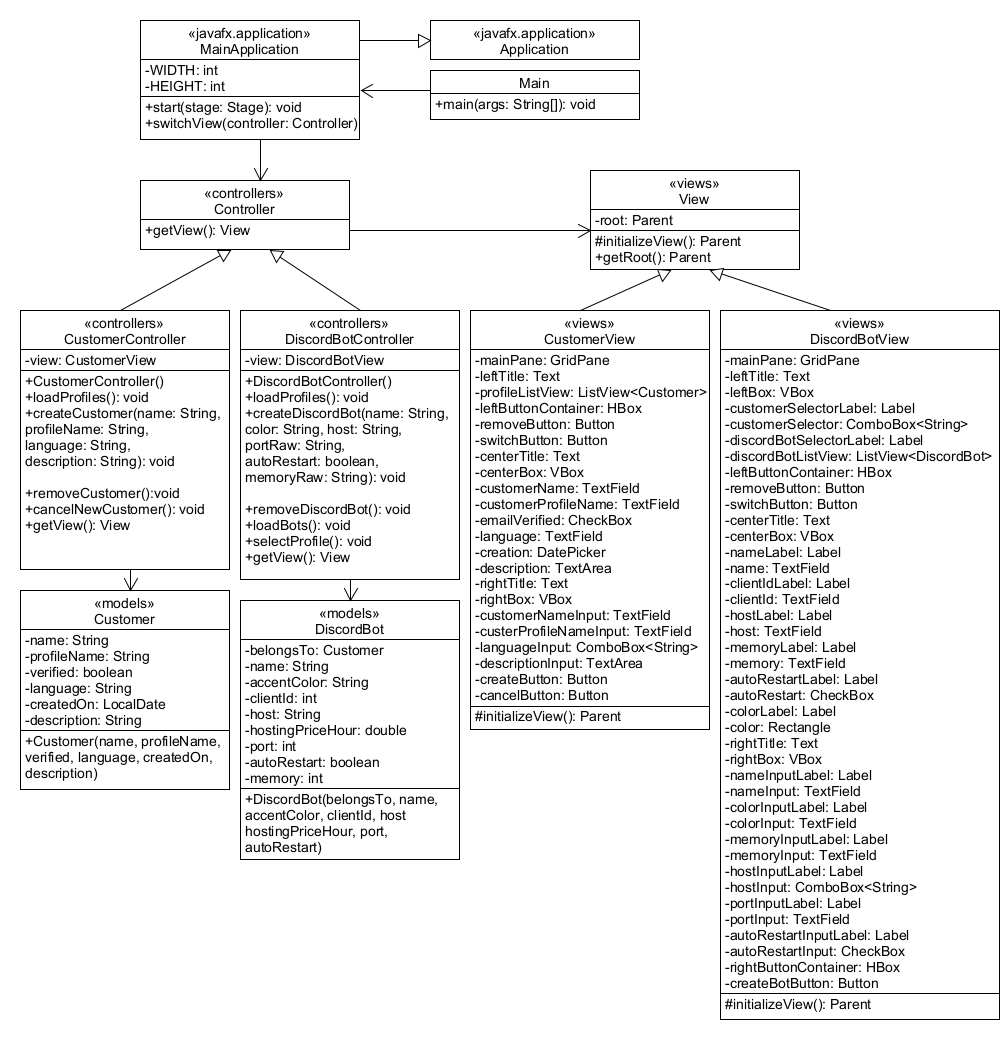 «javafx.application»
MainApplication
-WIDTH: int
-HEIGHT: int
+start(stage: Stage): void
+switchView(controller: Controller)
«javafx.application»
Application
Main
+main(args: String[]): void
«controllers»
Controller
+getView(): View
«views»
View
-root: Parent
#initializeView(): Parent
+getRoot(): Parent
«controllers»
CustomerController
-view: CustomerView
+CustomerController()
+loadProfiles(): void
+createCustomer(name: String,
profileName: String,
language: String,
description: String): void
+removeCustomer():void
+cancelNewCustomer(): void
+getView(): View
«controllers»
DiscordBotController
-view: DiscordBotView
+DiscordBotController()
+loadProfiles(): void
+createDiscordBot(name: String,
color: String, host: String,
portRaw: String,
autoRestart: boolean,
memoryRaw: String): void
+removeDiscordBot(): void
+loadBots(): void
+selectProfile(): void
+getView(): View
«views»
CustomerView
-mainPane: GridPane
-leftTitle: Text
-profileListView: ListView<Customer>
-leftButtonContainer: HBox
-removeButton: Button
-switchButton: Button
-centerTitle: Text
-centerBox: VBox
-customerName: TextField
-customerProfileName: TextField
-emailVerified: CheckBox
-language: TextField
-creation: DatePicker
-description: TextArea
-rightTitle: Text
-rightBox: VBox
-customerNameInput: TextField
-custerProfileNameInput: TextField
-languageInput: ComboBox<String>
-descriptionInput: TextArea
-createButton: Button
-cancelButton: Button
#initializeView(): Parent
«views»
DiscordBotView
-mainPane: GridPane
-leftTitle: Text
-leftBox: VBox
-customerSelectorLabel: Label
-customerSelector: ComboBox<String>
-discordBotSelectorLabel: Label
-discordBotListView: ListView<DiscordBot>
-leftButtonContainer: HBox
-removeButton: Button
-switchButton: Button
-centerTitle: Text
-centerBox: VBox
-nameLabel: Label
-name: TextField
-clientIdLabel: Label
-clientId: TextField
-hostLabel: Label
-host: TextField
-memoryLabel: Label
-memory: TextField
-autoRestartLabel: Label
-autoRestart: CheckBox
-colorLabel: Label
-color: Rectangle
-rightTitle: Text
-rightBox: VBox
-nameInputLabel: Label
-nameInput: TextField
-colorInputLabel: Label
-colorInput: TextField
-memoryInputLabel: Label
-memoryInput: TextField
-hostInputLabel: Label
-hostInput: ComboBox<String>
-portInputLabel: Label
-portInput: TextField
-autoRestartInputLabel: Label
-autoRestartInput: CheckBox
-rightButtonContainer: HBox
-createBotButton: Button
#initializeView(): Parent
«models»
Customer
-name: String
-profileName: String
-verified: boolean
-language: String
-createdOn: LocalDate
-description: String
+Customer(name, profileName,
verified, language, createdOn,
description)
«models»
DiscordBot
-belongsTo: Customer
-name: String
-accentColor: String
-clientId: int
-host: String
-hostingPriceHour: double
-port: int
-autoRestart: boolean
-memory: int
+DiscordBot(belongsTo, name,
accentColor, clientId, host
hostingPriceHour, port,
autoRestart)